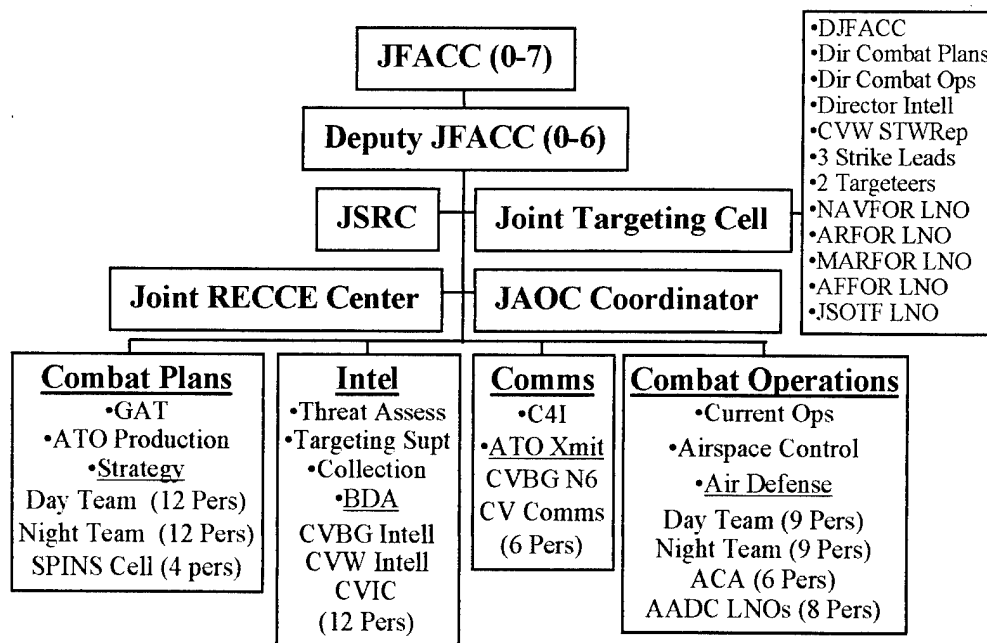 JFACC (0-7)
Deputy JFACC (0-6)
•DJFACC
•Dir Combat Plans
•Dir Combat Ops
•Director Intell
•CVW STWRep
•3 Strike Leads
•2 Targeteers
•NAVFOR LNO
•ARFOR LNO
•MARFOR LNO
•AFFOR LNO
•JSOTF LNO
JSRC
Joint Targeting Cell
Joint RECCE Center
JAOC Coordinator
Combat Plans
•GAT
•ATO Production
•Strategy
Day Team (12 Pers)
Night Team (12 Pers)
SPINS Cell (4 pers)
Intel
•Threat Assess
•Targeting Supt
•Collection
•BDA
CVBG Intell
CVW Intell
CVIC
(12 Pers)
Comms
•C4I
•ATO Xmit
CVBG N6
CV Comms
(6 Pers)
Combat Operations
•Current Ops
•Airspace Control
•Air Defense
Day Team (9 Pers)
Night Team (9 Pers)
ACA (6 Pers)
AADC LNOs (8 Pers)